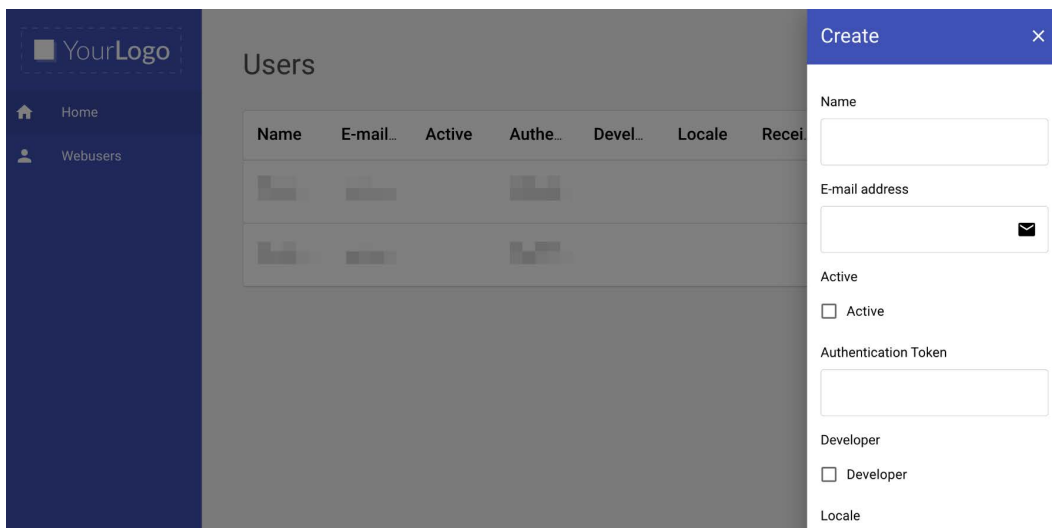 YourLogo
Home
Webusers
Users
Name E-mail... Active Authe... Devel... Locale Recei.
Create
Name
E-mail address
Active
Active
Authentication Token
Developer
Developer
Locale